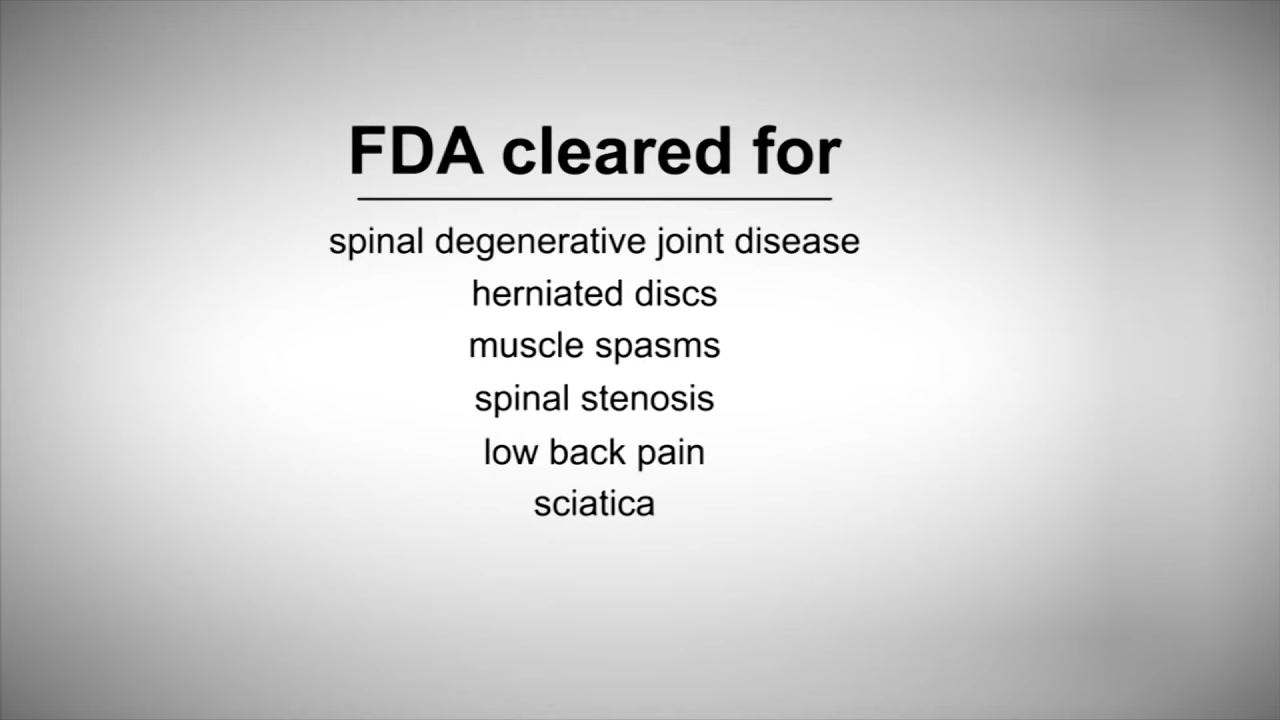 FDA cleared for
spinal degenerative joint disease
herniated discs
muscle spasms
spinal stenosis
low back pain
sciatica